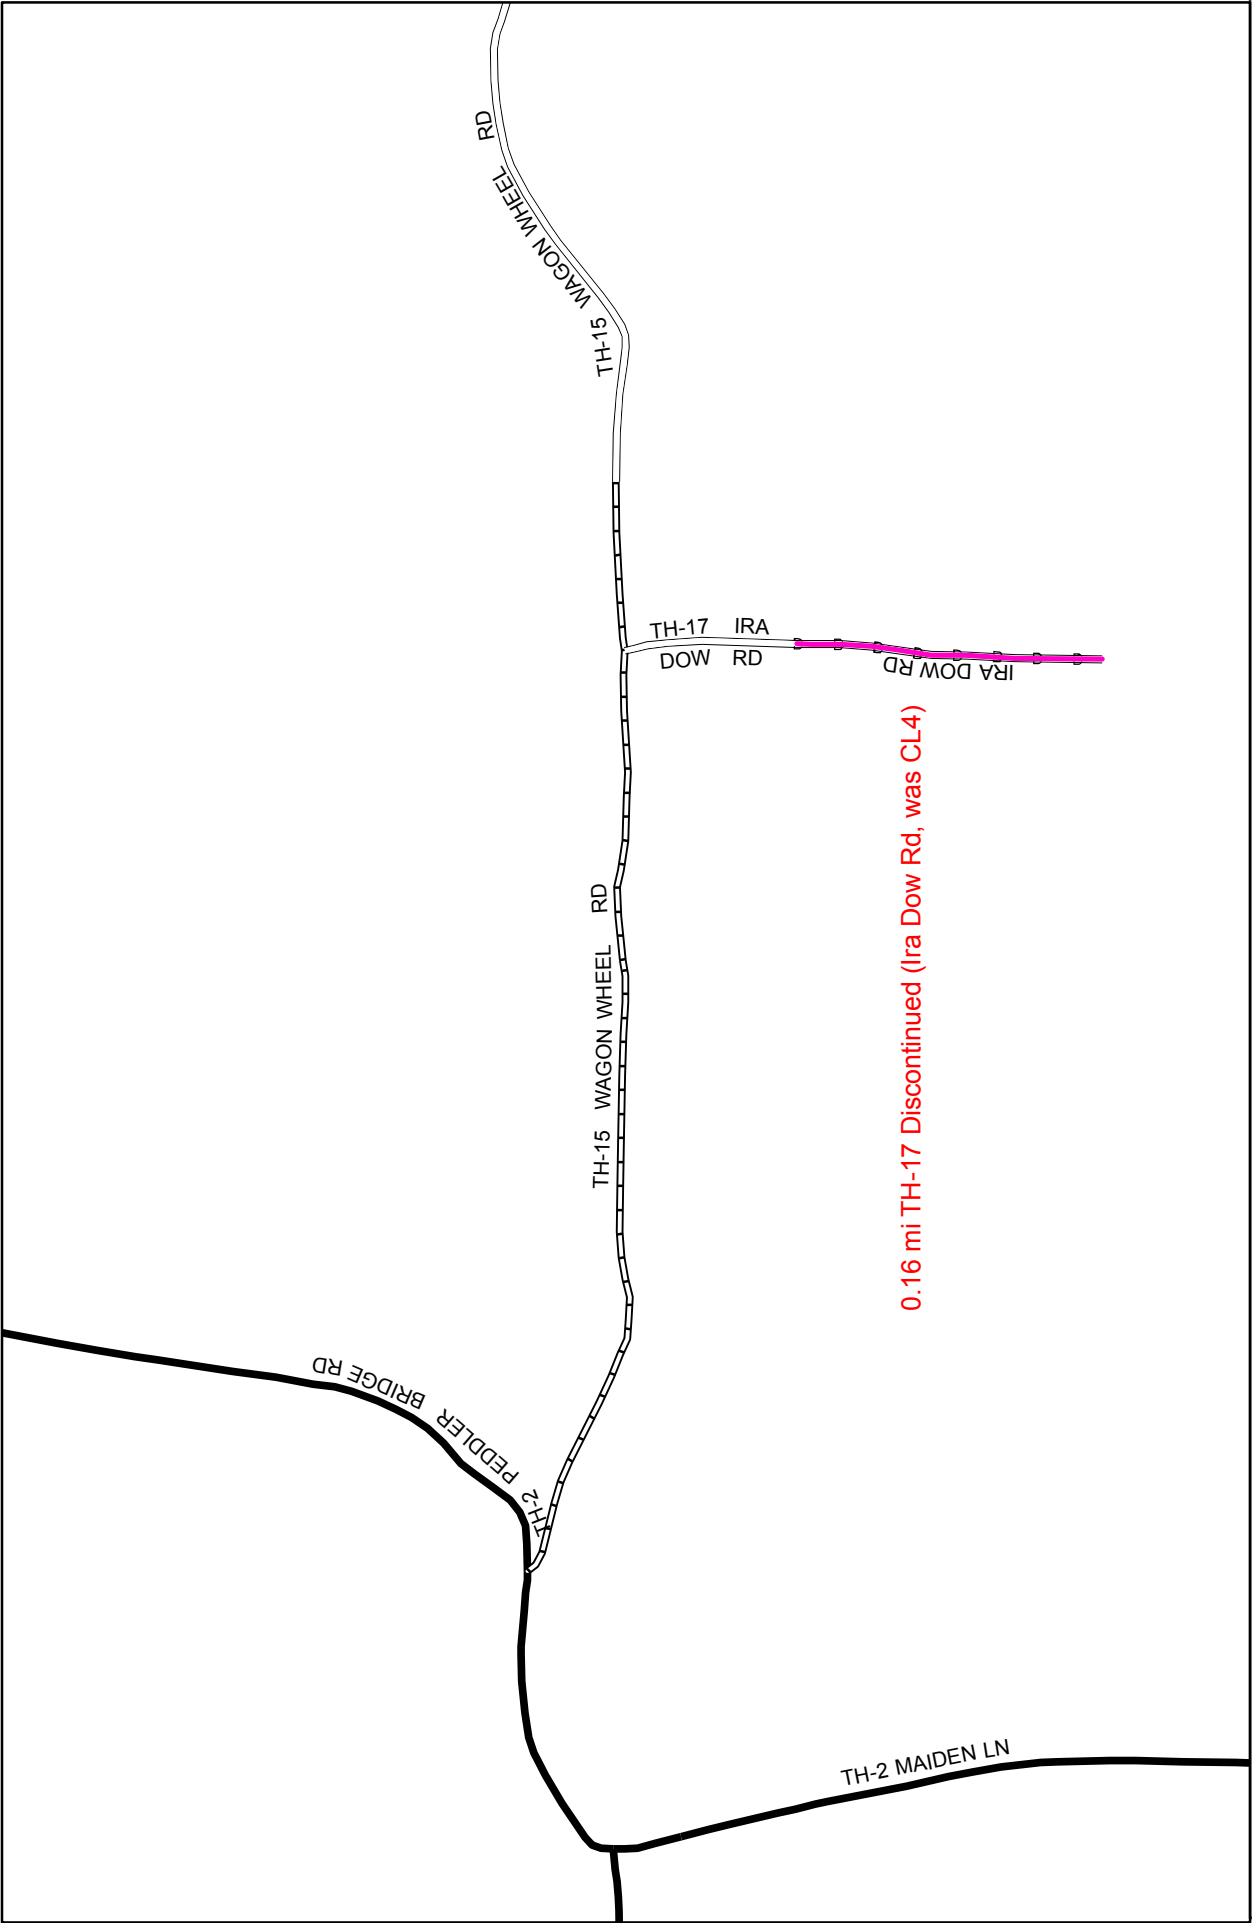 TH-15 WAGON WHEEL RD
TH-17 IRA
DOW RD
IRA DOW RD
0.16 mi TH-17 Discontinued (Ira Dow Rd, was CL4)
TH-15 WAGON WHEEL RD
TH-2 PEDDLER BRIDGE RD
TH-2 MAIDEN LN